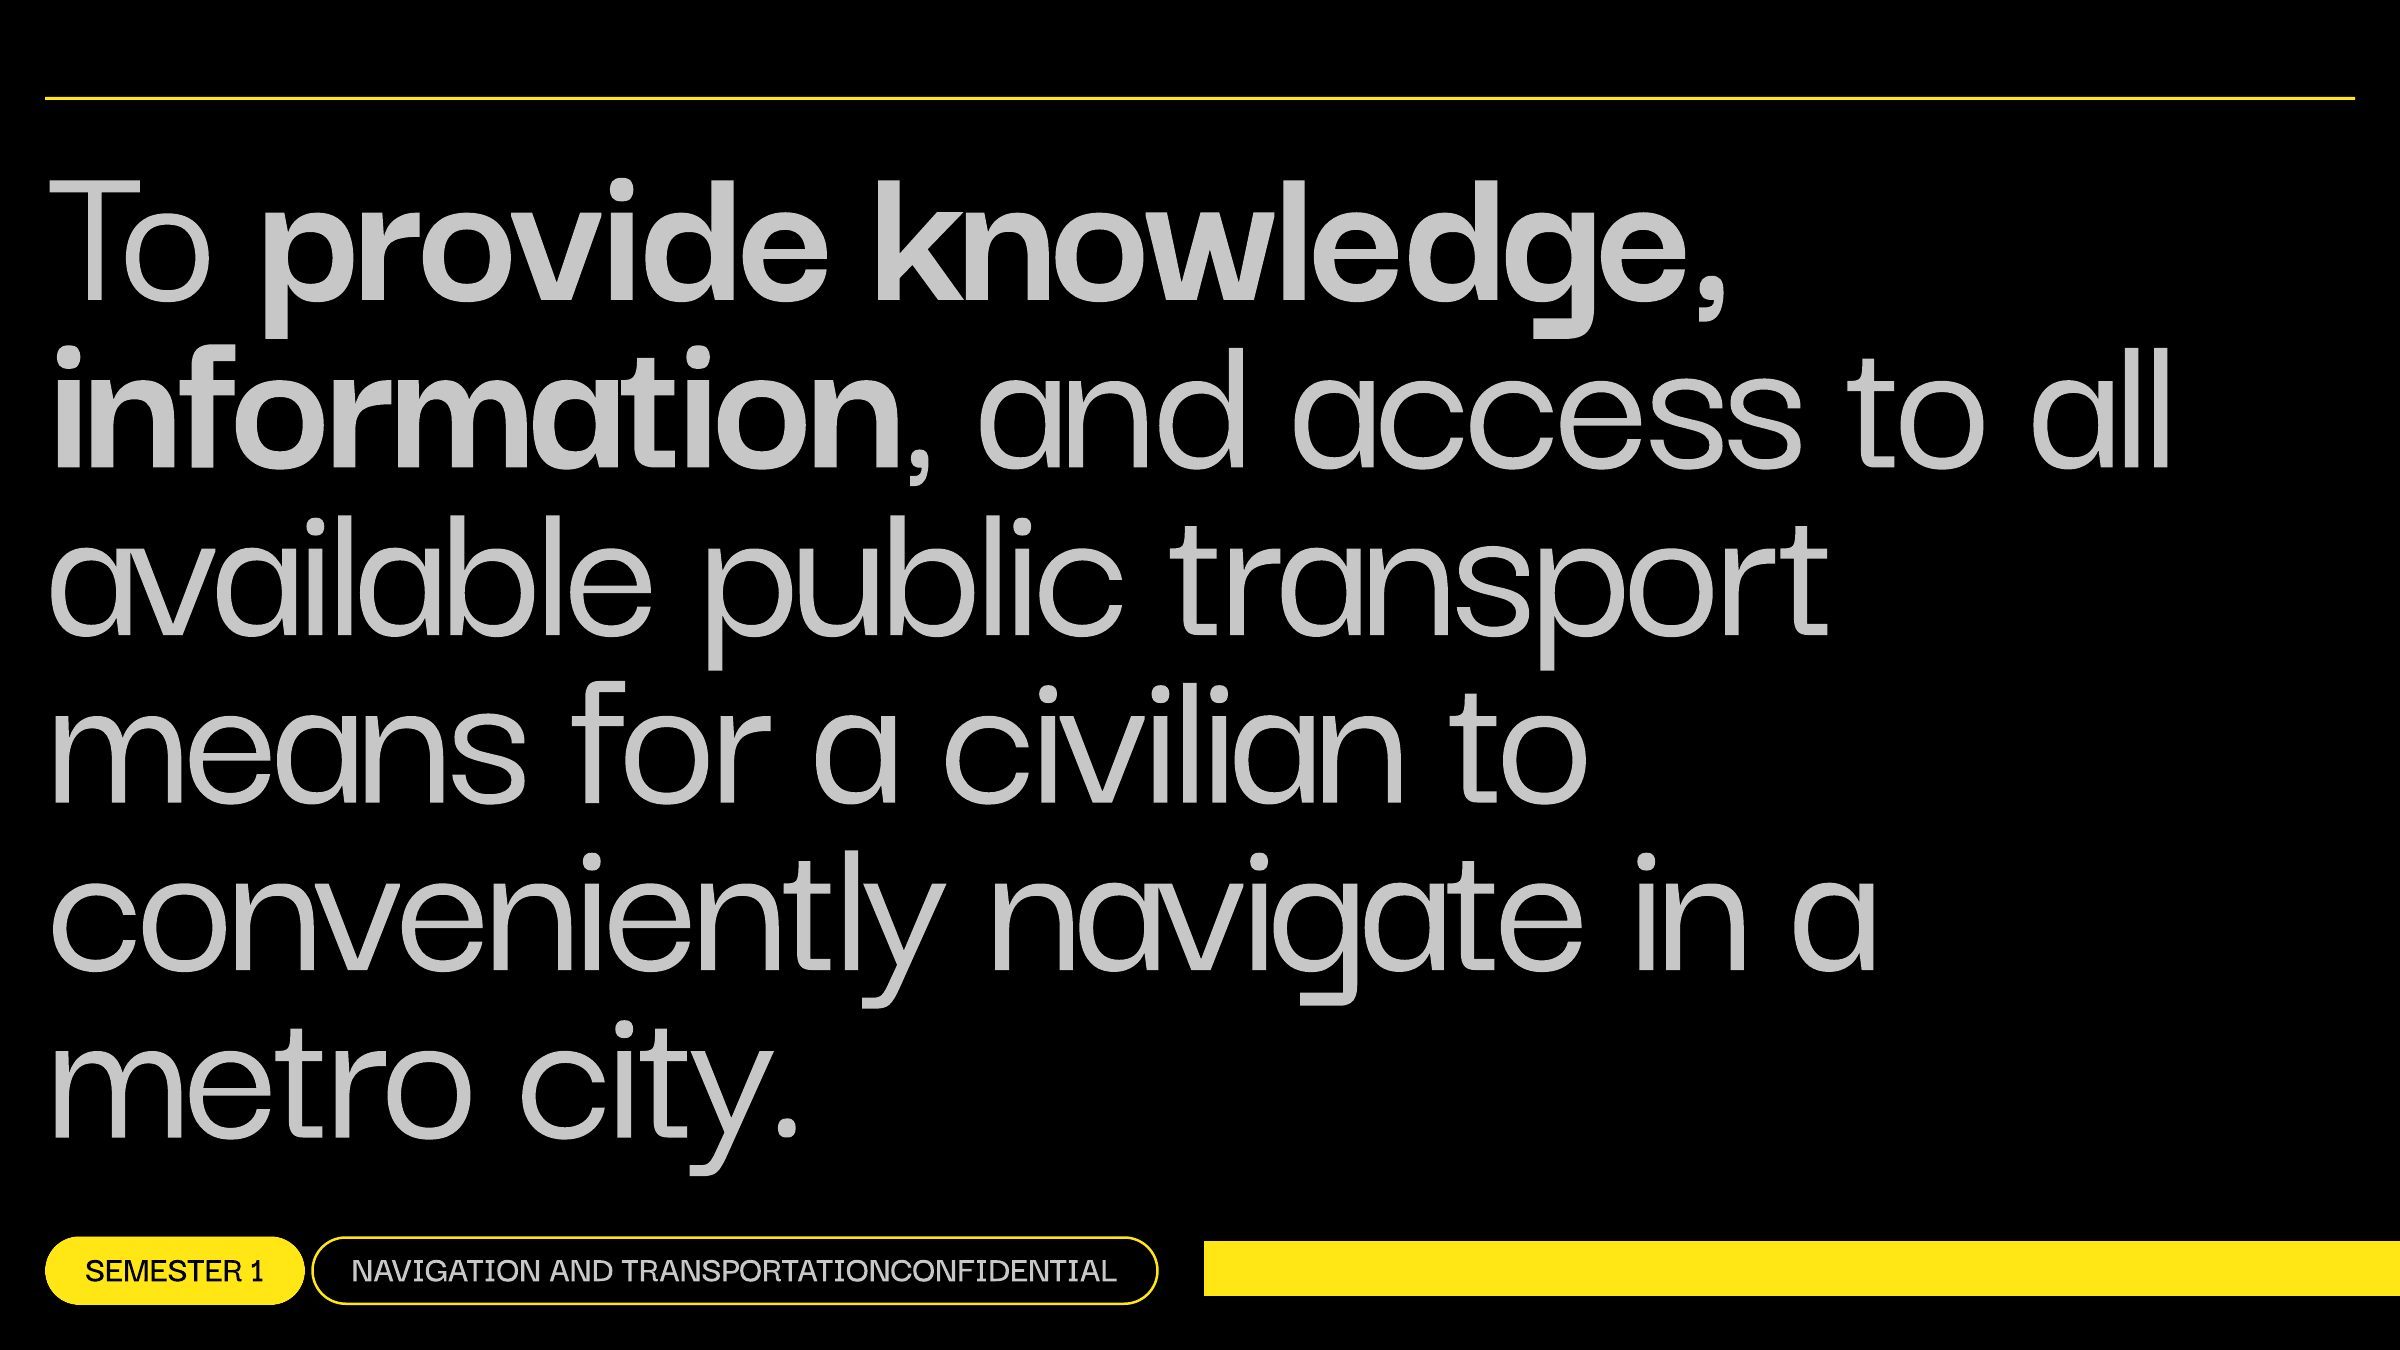 To provide knowledge,
information, and access to all
available public transport
means for a civilian to
conveniently navigate in a
metro city.
SEMESTER 1
NAVIGATION AND TRANSPORTATIONCONFIDENTIAL